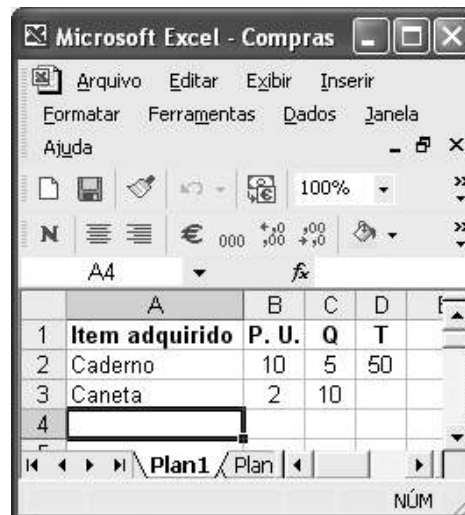 Microsoft Excel - Compras
Arquivo Editar Exibir Inserir
Formatar Ferramentas Dados Janela
Ajuda
100%
N € 000
A4 fx
A B C D E
1 Item adquirido P. U. Q T
2 Caderno 10 5 50
3 Caneta 2 10
4
Plan1 Plan
NÚM